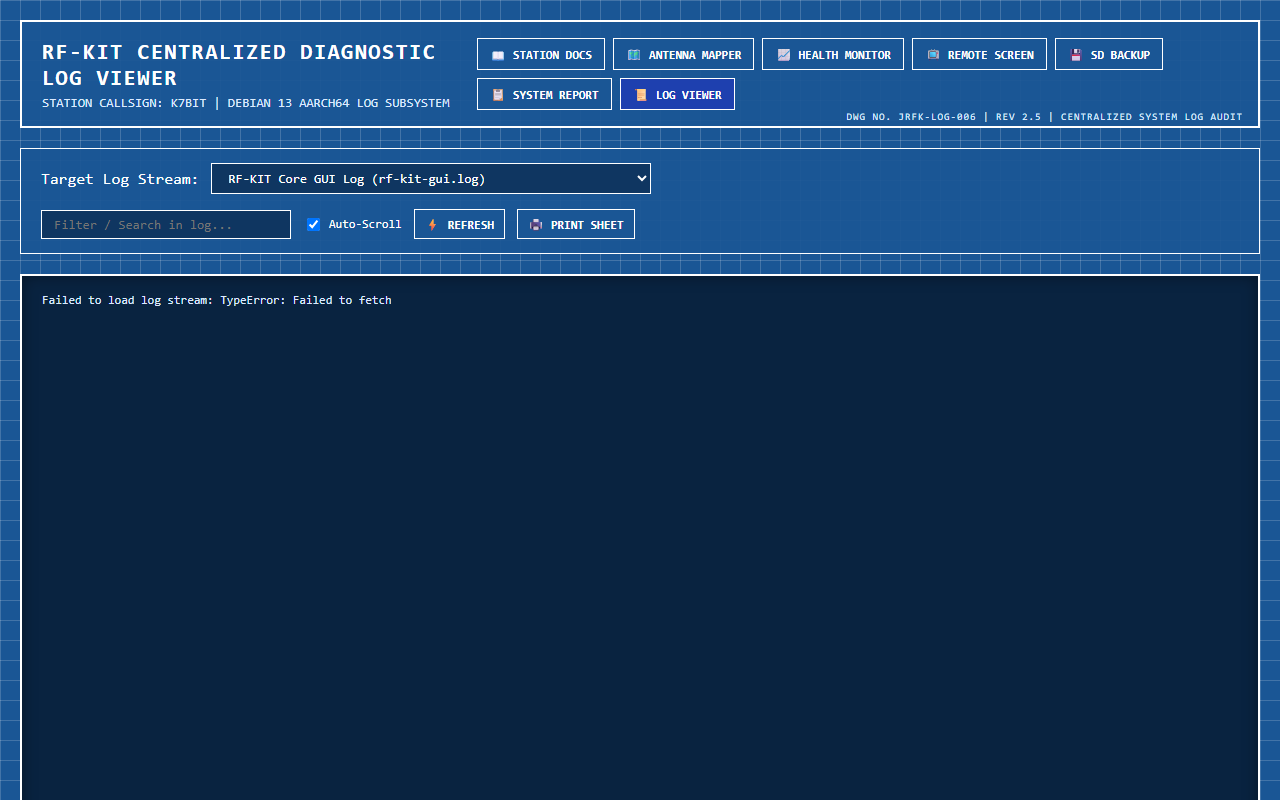 RF-KIT CENTRALIZED DIAGNOSTIC
LOG VIEWER
STATION CALLSIGN: K7BIT | DEBIAN 13 AARCH64 LOG SUBSYSTEM
STATION DOCS
ANTENNA MAPPER
HEALTH MONITOR
REMOTE SCREEN
SD BACKUP
SYSTEM REPORT
LOG VIEWER
DWG NO. JRFK-LOG-006 | REV 2.5 | CENTRALIZED SYSTEM LOG AUDIT
Target Log Stream:
RF-KIT Core GUI Log (rf-kit-gui.log)
Filter / Search in log...
Auto-Scroll
REFRESH
PRINT SHEET
Failed to load log stream: TypeError: Failed to fetch